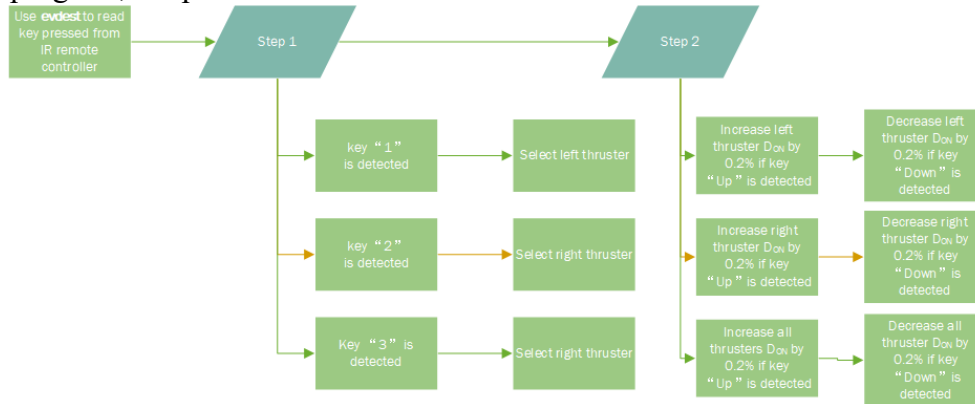 Use evdest to read
key pressed from
IR remote
controller
Step 1
Step 2
key “1”
is detected
Select left thruster
Increase left
thruster DON by
0.2% if key
“Up” is detected
Decrease left
thruster DON by
0.2% if key
“Down” is
detected
key “2”
is detected
Select right thruster
Increase right
thruster DON by
0.2% if key
“Up” is detected
Decrease right
thruster DON by
0.2% if key
“Down” is
detected
Key “3” is
detected
Select right thruster
Increase all
thrusters DON by
0.2% if key
“Up” is detected
Decrease all
thruster DON by
0.2% if key
“Down” is
detected